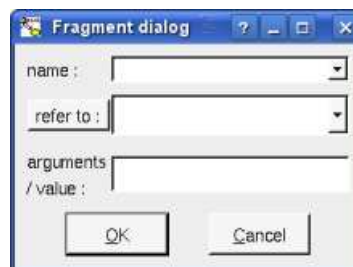 Fragment dialog
name :
refer to :
arguments
/ value :
OK
Cancel